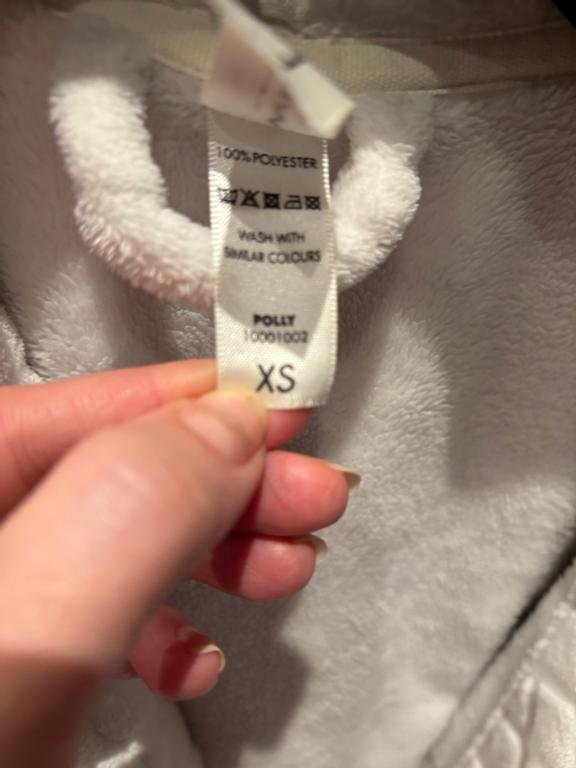 100% POLYESTER
WASH WITH
SIMILAR COLOURS
POLLY
10001002
XS